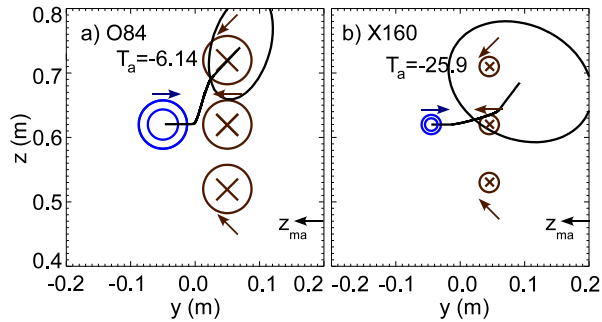 a) O84
T_a=-6.14
b) X160
T_a=-25.9
z (m)
0.8
0.7
0.6
0.5
0.4
z_ma
z_ma
-0.2 -0.1 0.0 0.1 0.2
-0.2 -0.1 0.0 0.1 0.2
y (m)
y (m)